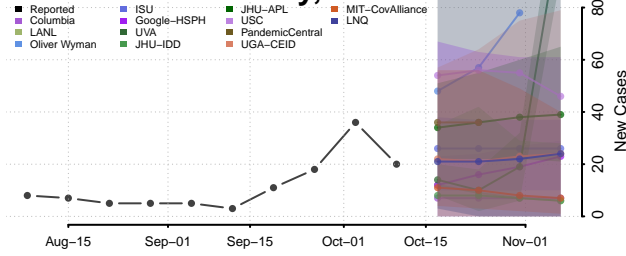 y,
Reported ISU JHU−APL MIT−CovAlliance
Columbia Google−HSPH USC LNQ
LANL UVA PandemicCentral
Oliver Wyman JHU−IDD UGA−CEID
80
60
40
20
0
New Cases
Aug−15 Sep−01 Sep−15 Oct−01 Oct−15 Nov−01